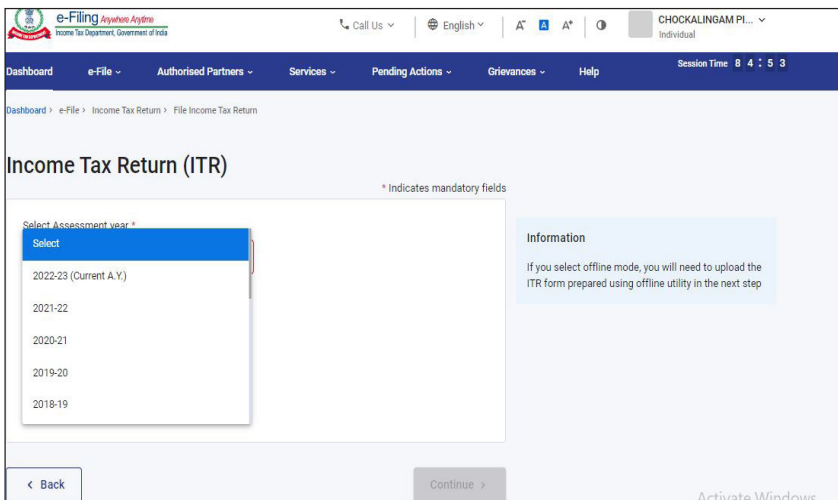 e-Filing Anywhere Anytime
Income Tax Department, Government of India
Call Us
English
A-
A
A+
CHOCKALINGAM PI...
Individual
Dashboard
e-File
Authorised Partners
Services
Pending Actions
Grievances
Help
Session Time 8 4 : 5 3
Dashboard > e-File > Income Tax Return > File Income Tax Return
Income Tax Return (ITR)
* Indicates mandatory fields
Select Assessment year *
Select
2022-23 (Current A.Y.)
2021-22
2020-21
2019-20
2018-19
Information
If you select offline mode, you will need to upload the
ITR form prepared using offline utility in the next step
< Back
Continue >
Activate Windows